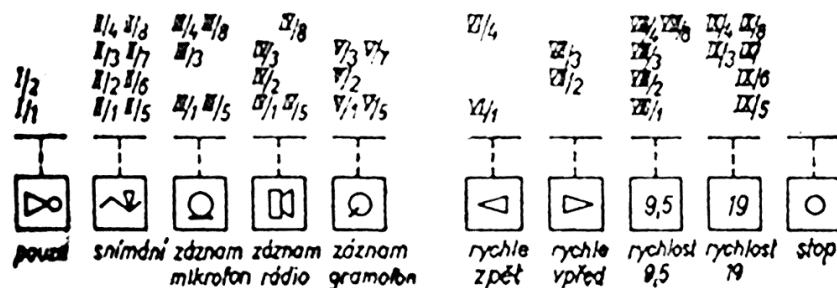 II/4 II/8 III/4 III/8 IV/8 VI/4 VIII/4 VIII/8 IX/4 IX/8
II/3 II/7 III/3 IV/3 V/3 V/7 VII/3 VIII/3 IX/3 IX/7
I/2 II/2 II/6 IV/2 V/2 VII/2 VIII/2 IX/6
I/1 II/1 II/5 III/1 III/5 IV/1 IV/5 V/1 V/5 VI/1 VIII/1 IX/5
9,5 19
snímání záznam záznam záznam rychle rychle rychlost rychlost stop
mikrofon rádio gramofon zpět vpřed 9,5 19